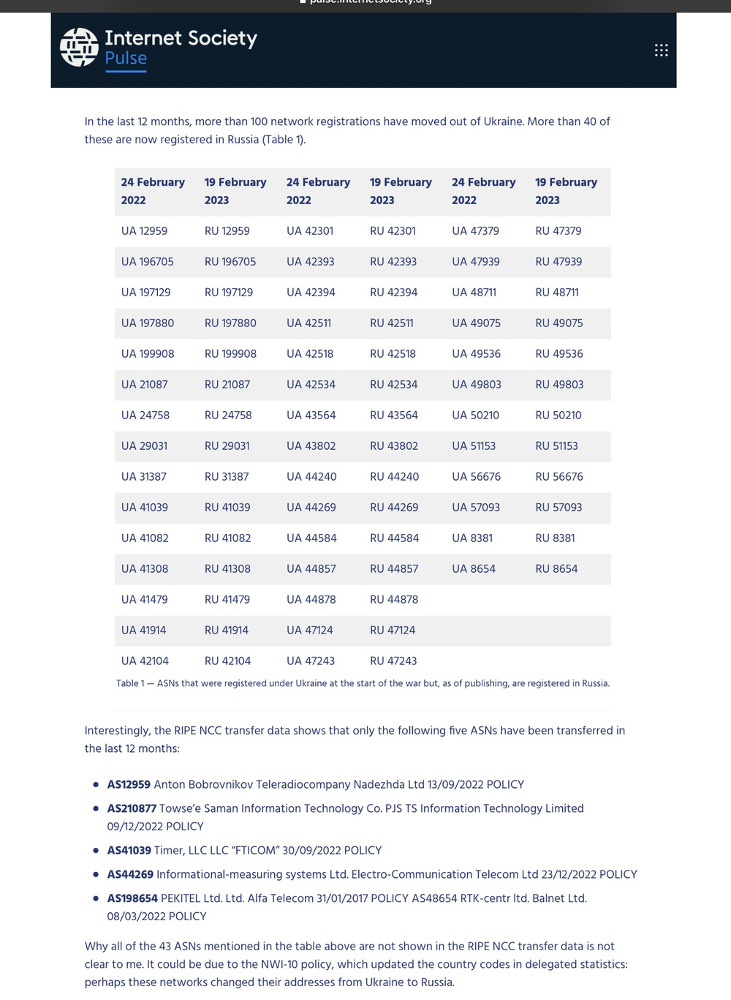 pulse.internetsociety.org
Internet Society
Pulse
In the last 12 months, more than 100 network registrations have moved out of Ukraine. More than 40 of
these are now registered in Russia (Table 1).
24 February 2022 19 February 2023 24 February 2022 19 February 2023 24 February 2022 19 February 2023
UA 12959 RU 12959 UA 42301 RU 42301 UA 47379 RU 47379
UA 196705 RU 196705 UA 42393 RU 42393 UA 47939 RU 47939
UA 197129 RU 197129 UA 42394 RU 42394 UA 48711 RU 48711
UA 197880 RU 197880 UA 42511 RU 42511 UA 49075 RU 49075
UA 199908 RU 199908 UA 42518 RU 42518 UA 49536 RU 49536
UA 21087 RU 21087 UA 42534 RU 42534 UA 49803 RU 49803
UA 24758 RU 24758 UA 43564 RU 43564 UA 50210 RU 50210
UA 29031 RU 29031 UA 43802 RU 43802 UA 51153 RU 51153
UA 31387 RU 31387 UA 44240 RU 44240 UA 56676 RU 56676
UA 41039 RU 41039 UA 44269 RU 44269 UA 57093 RU 57093
UA 41082 RU 41082 UA 44584 RU 44584 UA 8381 RU 8381
UA 41308 RU 41308 UA 44857 RU 44857 UA 8654 RU 8654
UA 41479 RU 41479 UA 44878 RU 44878
UA 41914 RU 41914 UA 47124 RU 47124
UA 42104 RU 42104 UA 47243 RU 47243
Table 1 — ASNs that were registered under Ukraine at the start of the war but, as of publishing, are registered in Russia.
Interestingly, the RIPE NCC transfer data shows that only the following five ASNs have been transferred in
the last 12 months:
● AS12959 Anton Bobrovnikov Teleradiocompany Nadezhda Ltd 13/09/2022 POLICY
● AS210877 Towse’e Saman Information Technology Co. PJS TS Information Technology Limited
09/12/2022 POLICY
● AS41039 Timer, LLC LLC “FTICOM” 30/09/2022 POLICY
● AS44269 Informational-measuring systems Ltd. Electro-Communication Telecom Ltd 23/12/2022 POLICY
● AS198654 PEKITEL Ltd. Ltd. Alfa Telecom 31/01/2017 POLICY AS48654 RTK-centr ltd. Balnet Ltd.
08/03/2022 POLICY
Why all of the 43 ASNs mentioned in the table above are not shown in the RIPE NCC transfer data is not
clear to me. It could be due to the NWI-10 policy, which updated the country codes in delegated statistics:
perhaps these networks changed their addresses from Ukraine to Russia.